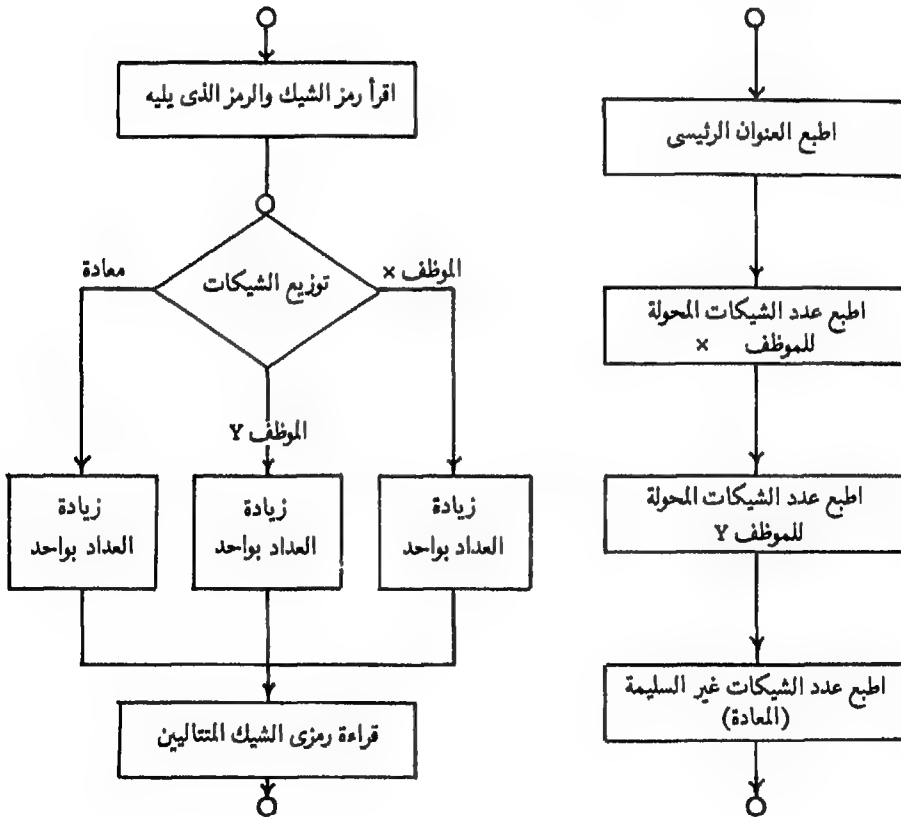 اقرأ رمز الشيك والرمز الذى يليه
توزيع الشيكات
معادة
الموظف ×
الموظف Y
زيادة
العداد بواحد
زيادة
العداد بواحد
زيادة
العداد بواحد
قراءة رمزى الشيك المتتاليين
اطبع العنوان الرئيسى
اطبع عدد الشيكات المحولة
للموظف ×
اطبع عدد الشيكات المحولة
للموظف Y
اطبع عدد الشيكات غير السليمة
(المعادة)